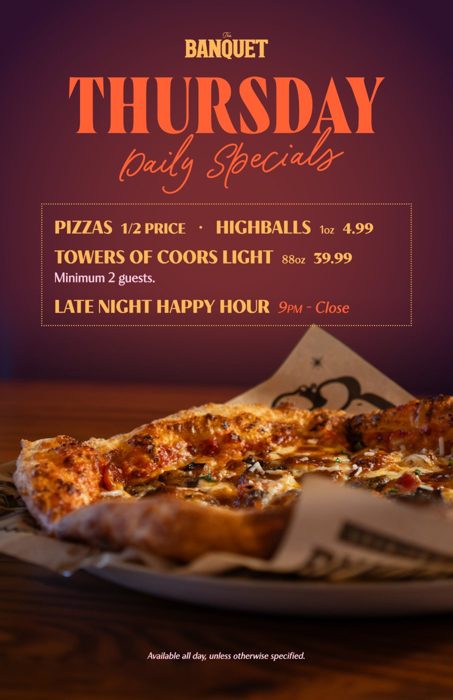 The
BANQUET
THURSDAY
Daily Specials
PIZZAS 1/2 PRICE · HIGHBALLS 1oz 4.99
TOWERS OF COORS LIGHT 88oz 39.99
Minimum 2 guests.
LATE NIGHT HAPPY HOUR 9PM - Close
Available all day, unless otherwise specified.